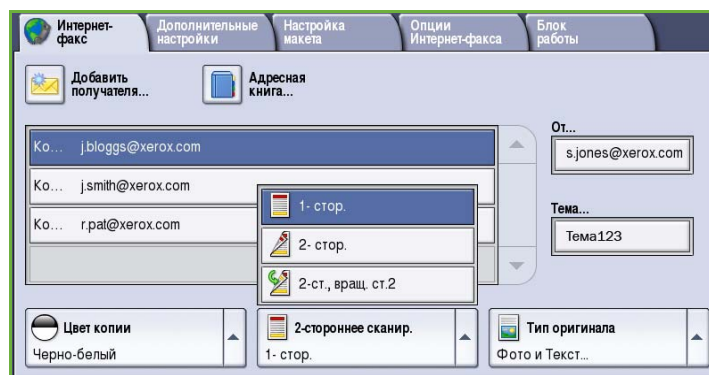 Интернет-
факс
Дополнительные
настройки
Настройка
макета
Опции
Интернет-факса
Блок
работы
Добавить
получателя...
Адресная
книга...
Ко... j.bloggs@xerox.com
Ко... j.smith@xerox.com
Ко... r.pat@xerox.com
От...
s.jones@xerox.com
Тема...
Тема123
1- стор.
2- стор.
2-ст., вращ. ст.2
Цвет копии
Черно-белый
2-стороннее сканир.
1- стор.
Тип оригинала
Фото и Текст...